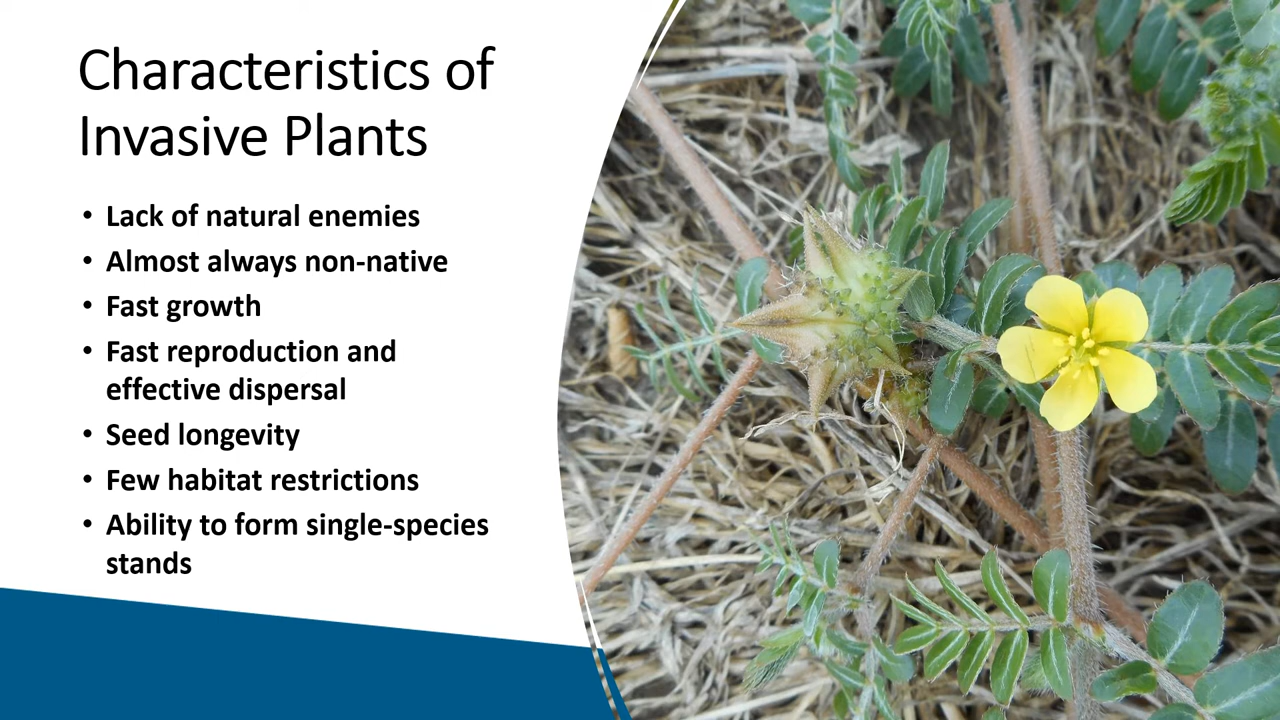 Characteristics of
Invasive Plants
• Lack of natural enemies
• Almost always non-native
• Fast growth
• Fast reproduction and
effective dispersal
• Seed longevity
• Few habitat restrictions
• Ability to form single-species
stands